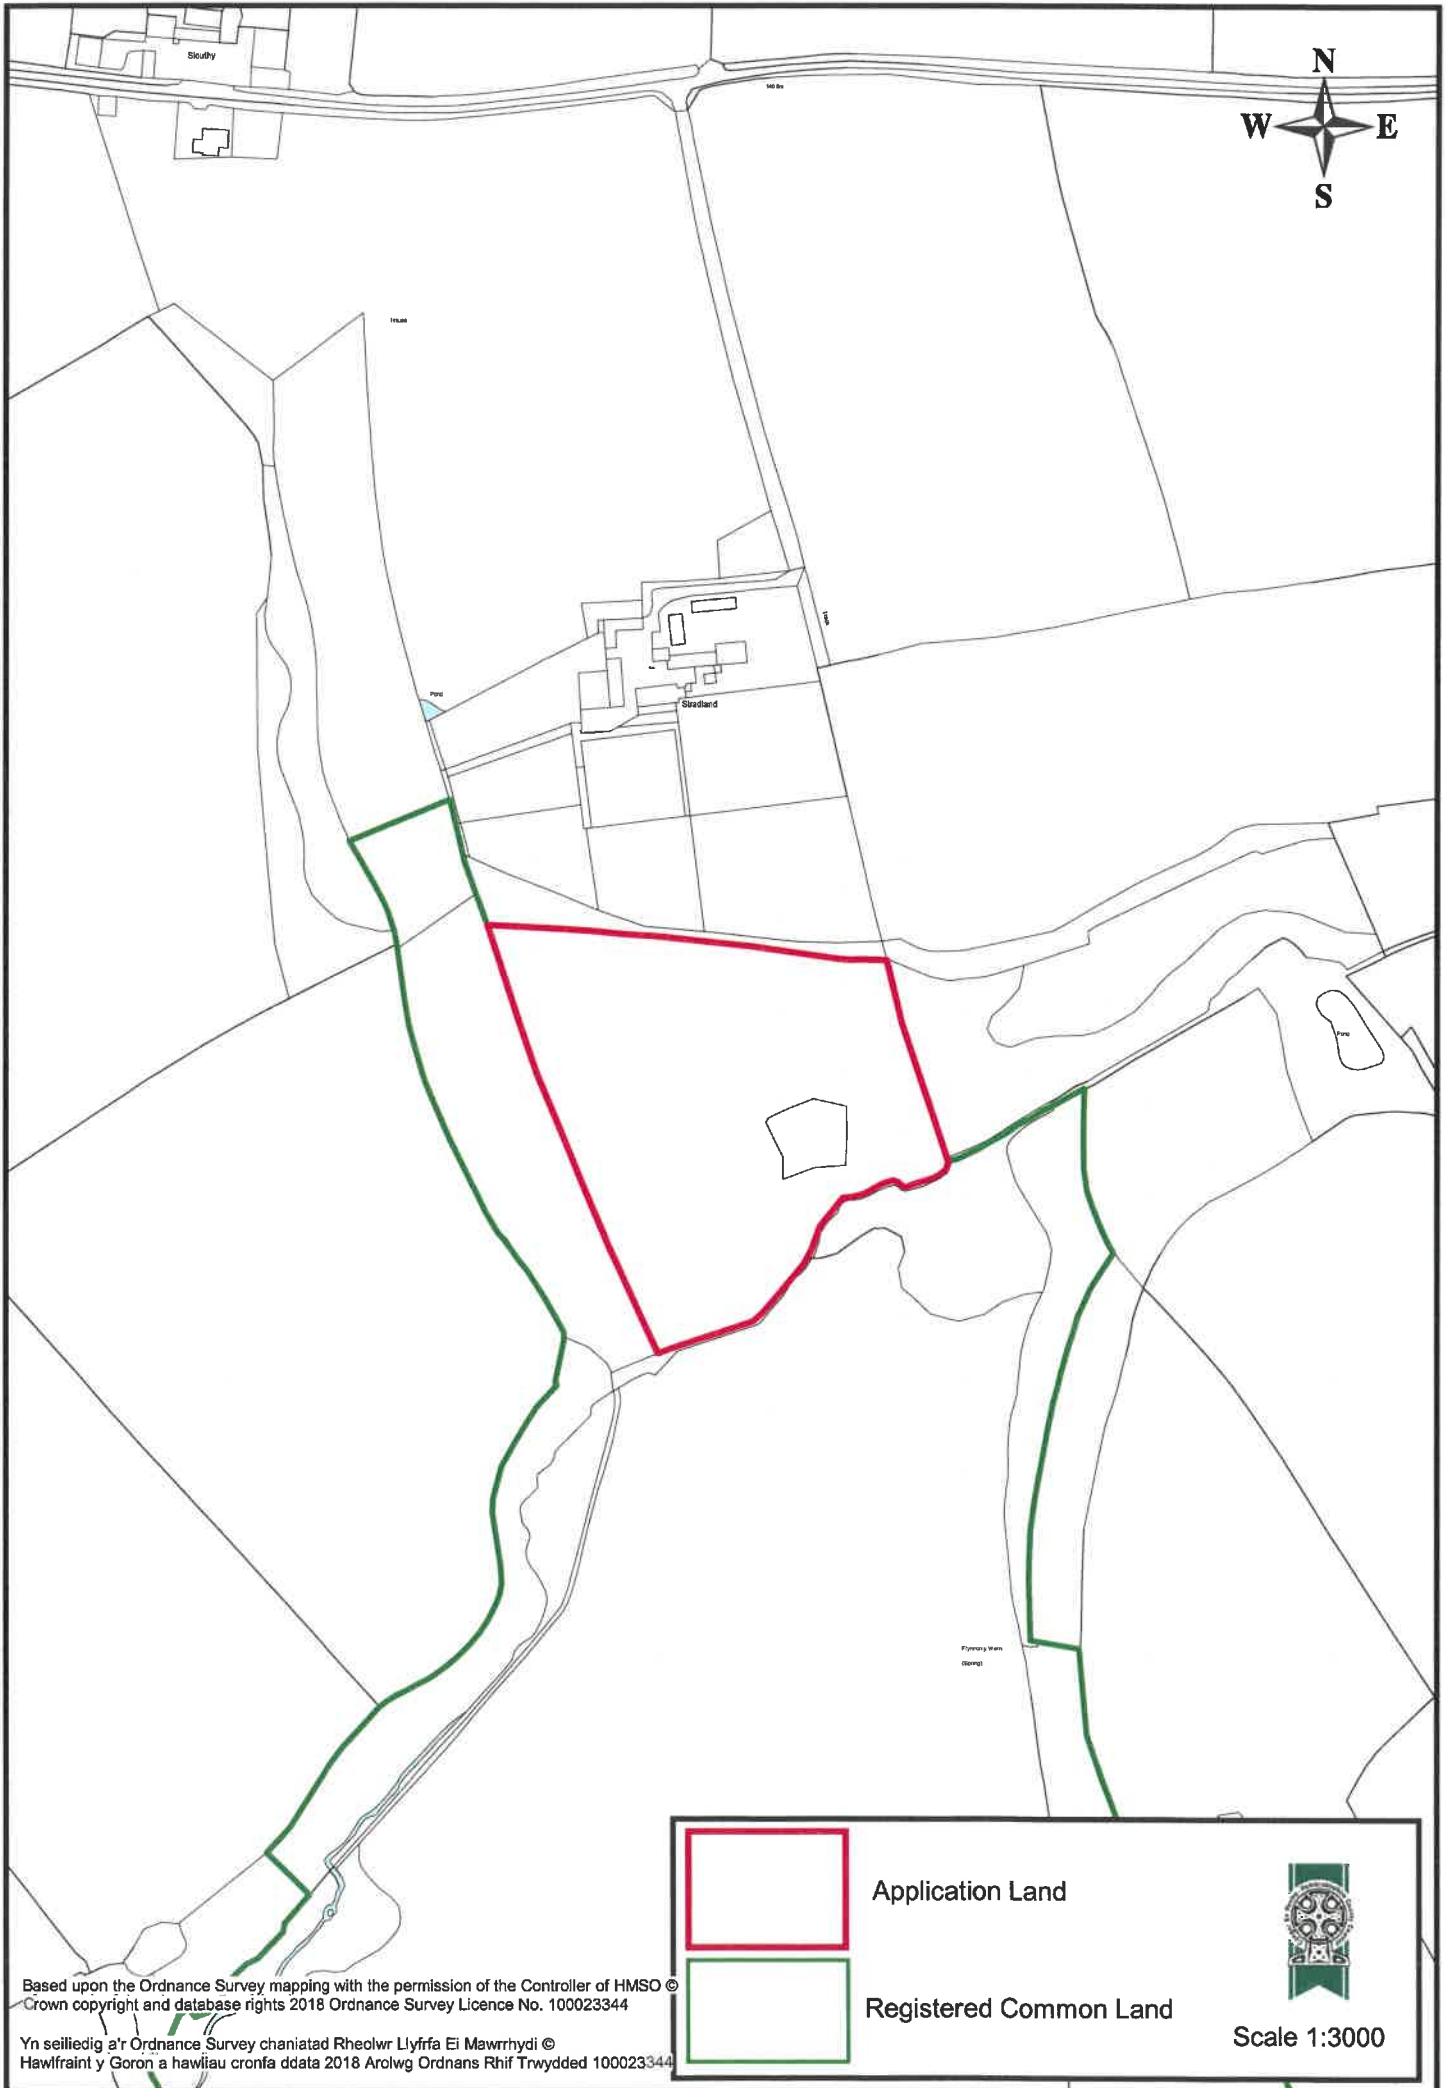 Slouthy
N
W E
S
Pond
Stradland
Pond
(Spring)
Application Land
Registered Common Land
Scale 1:3000
Based upon the Ordnance Survey mapping with the permission of the Controller of HMSO ©
Crown copyright and database rights 2018 Ordnance Survey Licence No. 100023344
Yn seiliedig a'r Ordnance Survey chaniatad Rheolwr Llyfrfa Ei Mawrrhydi ©
Hawlfraint y Goron a hawliau cronfa ddata 2018 Arolwg Ordnans Rhif Trwydded 100023344